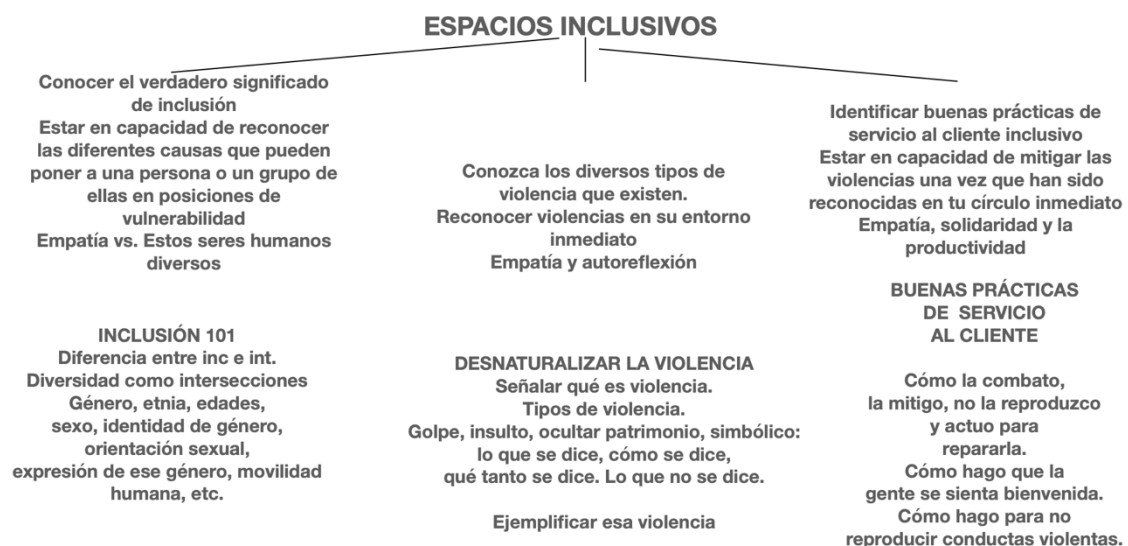 ESPACIOS INCLUSIVOS
Conocer el verdadero significado
de inclusión
Estar en capacidad de reconocer
las diferentes causas que pueden
poner a una persona o un grupo de
ellas en posiciones de
vulnerabilidad
Empatía vs. Estos seres humanos
diversos
INCLUSIÓN 101
Diferencia entre inc e int.
Diversidad como intersecciones
Género, etnia, edades,
sexo, identidad de género,
orientación sexual,
expresión de ese género, movilidad
humana, etc.
Conozca los diversos tipos de
violencia que existen.
Reconocer violencias en su entorno
inmediato
Empatía y autoreflexión
DESNATURALIZAR LA VIOLENCIA
Señalar qué es violencia.
Tipos de violencia.
Golpe, insulto, ocultar patrimonio, simbólico:
lo que se dice, cómo se dice,
qué tanto se dice. Lo que no se dice.
Ejemplificar esa violencia
Identificar buenas prácticas de
servicio al cliente inclusivo
Estar en capacidad de mitigar las
violencias una vez que han sido
reconocidas en tu círculo inmediato
Empatía, solidaridad y la
productividad
BUENAS PRÁCTICAS
DE SERVICIO
AL CLIENTE
Cómo la combato,
la mitigo, no la reproduzco
y actuo para
repararla.
Cómo hago que la
gente se sienta bienvenida.
Cómo hago para no
reproducir conductas violentas.